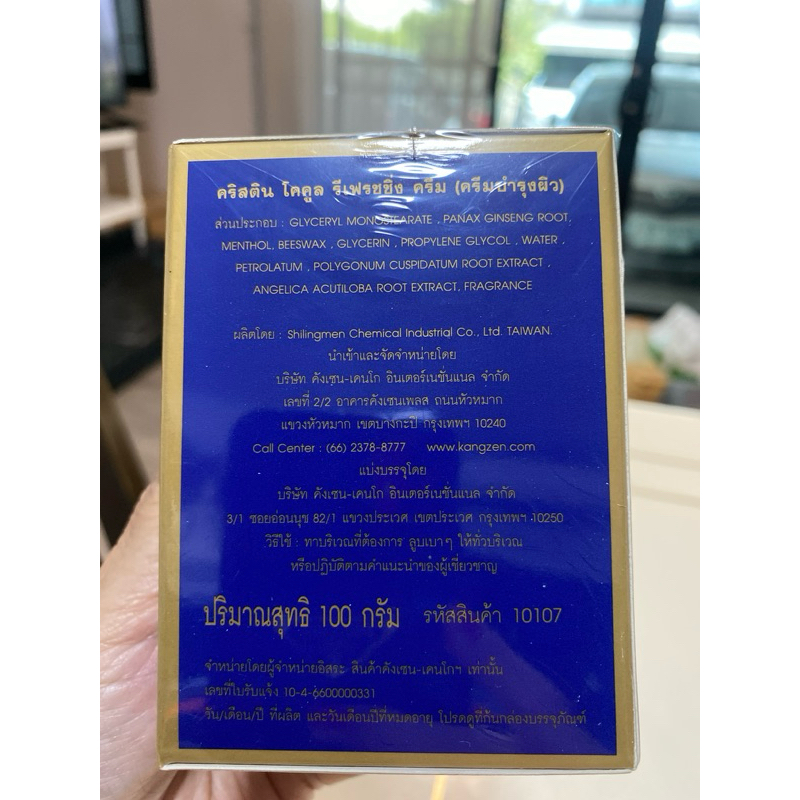 คริสติน โคคูล รีเฟรชชิ่ง ครีม (ครีมบำรุงผิว)
ส่วนประกอบ : GLYCERYL MONOSTEARATE , PANAX GINSENG ROOT,
MENTHOL, BEESWAX , GLYCERIN , PROPYLENE GLYCOL , WATER ,
PETROLATUM , POLYGONUM CUSPIDATUM ROOT EXTRACT ,
ANGELICA ACUTILOBA ROOT EXTRACT, FRAGRANCE
ผลิตโดย : Shilingmen Chemical Industrial Co., Ltd. TAIWAN.
นำเข้าและจัดจำหน่ายโดย
บริษัท คังเซน-เคนโก อินเตอร์เนชั่นแนล จำกัด
เลขที่ 2/2 อาคารคังเซนเพลส ถนนหัวหมาก
แขวงหัวหมาก เขตบางกะปิ กรุงเทพฯ 10240
Call Center : (66) 2378-8777 www.kangzen.com
แบ่งบรรจุโดย
บริษัท คังเซน-เคนโก อินเตอร์เนชั่นแนล จำกัด
3/1 ซอยอ่อนนุช 82/1 แขวงประเวศ เขตประเวศ กรุงเทพฯ 10250
วิธีใช้ : ทาบริเวณที่ต้องการ ลูบเบาๆ ให้ทั่วบริเวณ
หรือปฏิบัติตามคำแนะนำของผู้เชี่ยวชาญ
ปริมาณสุทธิ 100 กรัม รหัสสินค้า 10107
จำหน่ายโดยผู้จำหน่ายอิสระ สินค้าคังเซน-เคนโกฯ เท่านั้น
เลขที่ใบรับแจ้ง 10-4-6600000331
วัน/เดือน/ปี ที่ผลิต และวันเดือนปีที่หมดอายุ โปรดดูที่ก้นกล่องบรรจุภัณฑ์